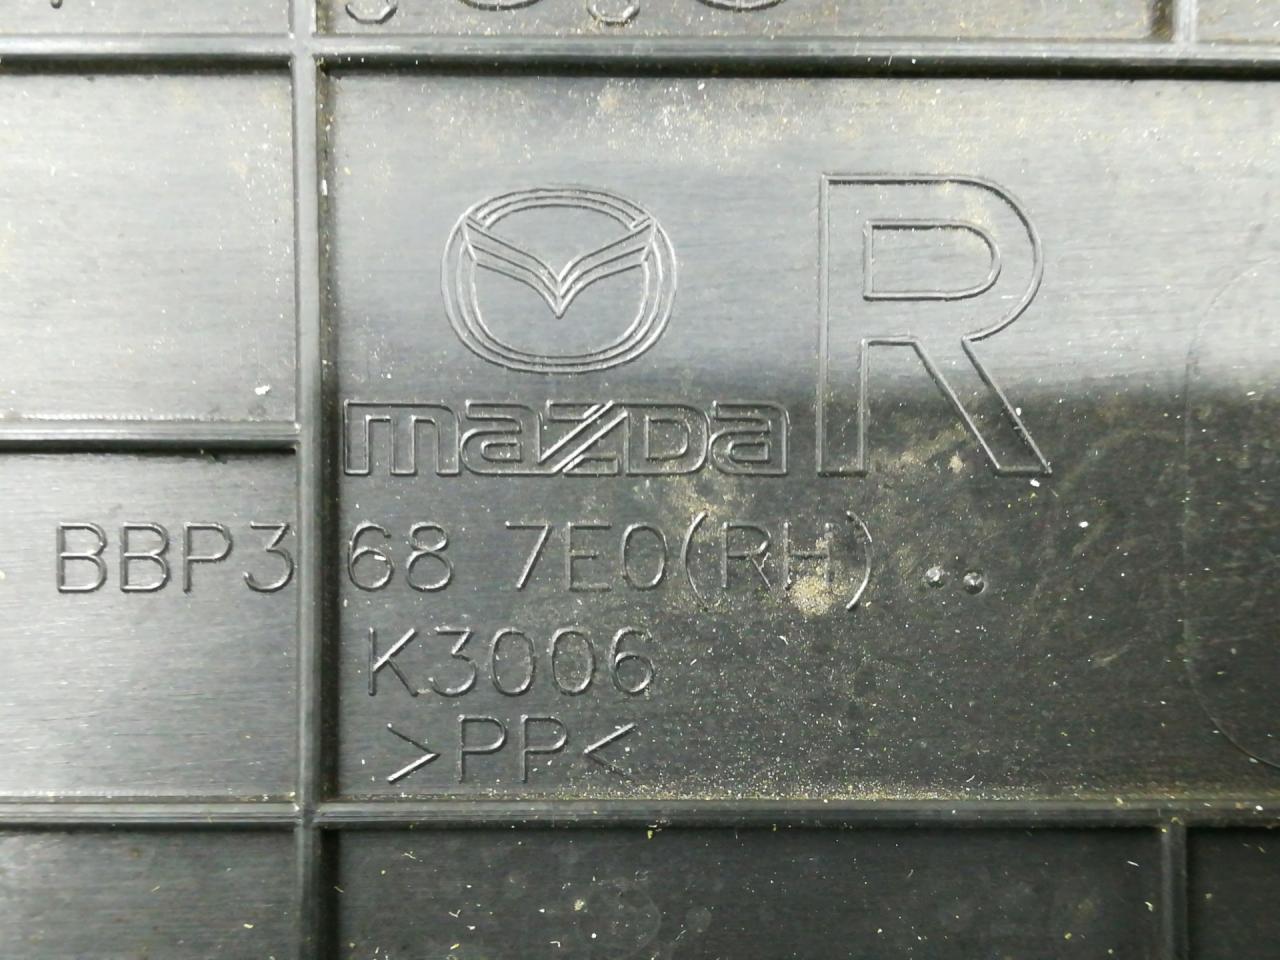 mazda R
BBP3 68 7E0(RH)
K3006
>PP<